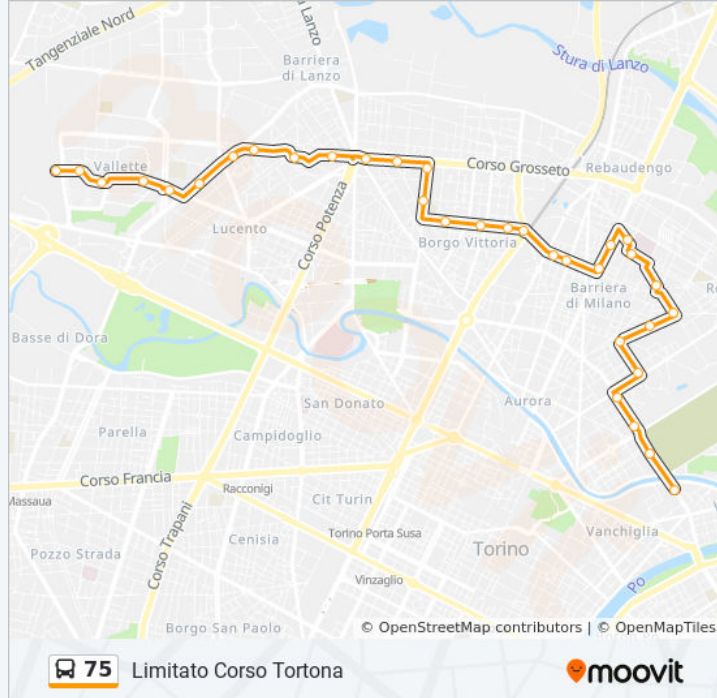 Tangenziale Nord
Lanzo
Barriera
di Lanzo
Stura di Lanzo
Vallette
Corso Grosseto
Rebaudengo
Corso Potenza
Lucento
Borgo Vittoria
Barriera
di Milano
Basse di Dora
San Donato
Aurora
Parella
Campidoglio
Corso Francia
Massaua
Racconigi
Cit Turin
Corso Trapani
Cenisia
Torino Porta Susa
Vanchiglia
Torino
Pozzo Strada
Vinzaglio
Po
Borgo San Paolo
© OpenStreetMap contributors | © OpenMapTiles
75 Limitato Corso Tortona
moovit